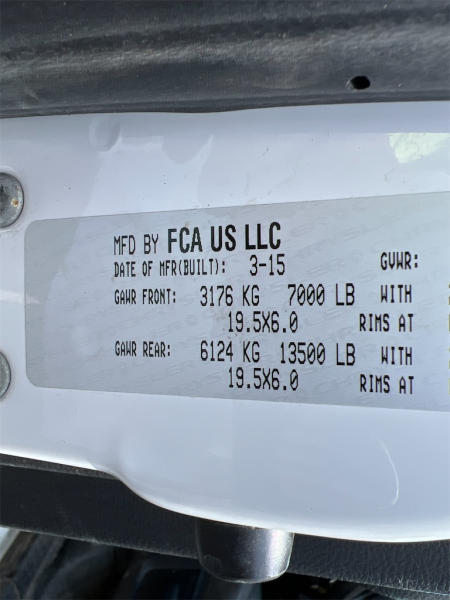 MFD BY FCA US LLC
DATE OF MFR(BUILT): 3-15 GVWR:
GAWR FRONT: 3176 KG 7000 LB WITH
19.5X6.0 RIMS AT
GAWR REAR: 6124 KG 13500 LB WITH
19.5X6.0 RIMS AT